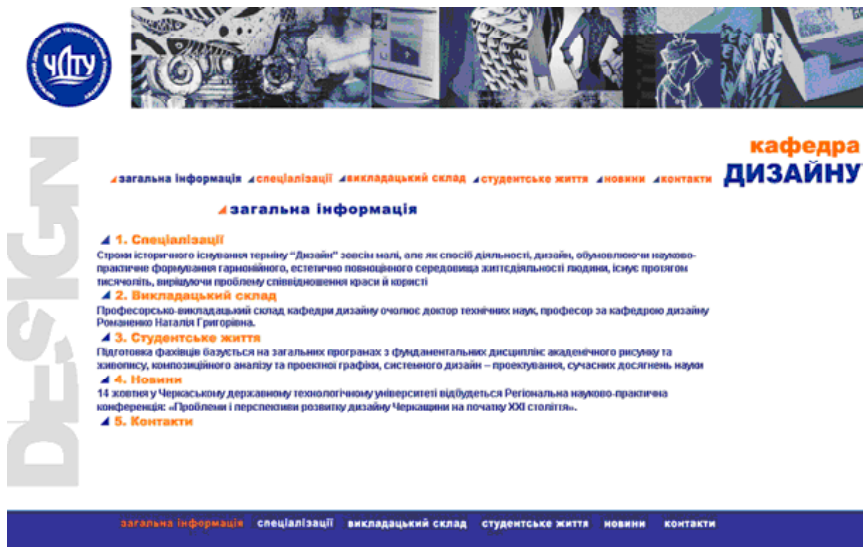 ЧДТУ
кафедра
ДИЗАЙНУ
загальна інформація спеціалізації викладацький склад студентське життя новини контакти
загальна інформація
DESIGN
1. Спеціалізації
Строки історичного існування терміну "Дизайн" зовсім малі, але як спосіб діяльності, дизайн, обумовлюючи науково-
практичне формування гармонійного, естетично повноцінного середовища життєдіяльності людини, існує протягом
тисячоліть, вирішуючи проблему співвідношення краси й користі
2. Викладацький склад
Професорсько-викладацький склад кафедри дизайну очолює доктор технічних наук, професор за кафедрою дизайну
Романенко Наталія Григорівна.
3. Студентське життя
Підготовка фахівців базується на загальних програнах з фундаментальних дисциплін: академічного рисунку та
живопису, композиційного аналізу та проектної графіки, системного дизайн – проектування, сучасних досягнень науки
4. Новини
14 жовтня у Черкаському державному технологічному університеті відбудеться Регіональна науково-практична
конференція: «Проблеми і перспективи розвитку дизайну Черкащини на початку XXI століття».
5. Контакти
загальна інформація спеціалізації викладацький склад студентське життя новини контакти